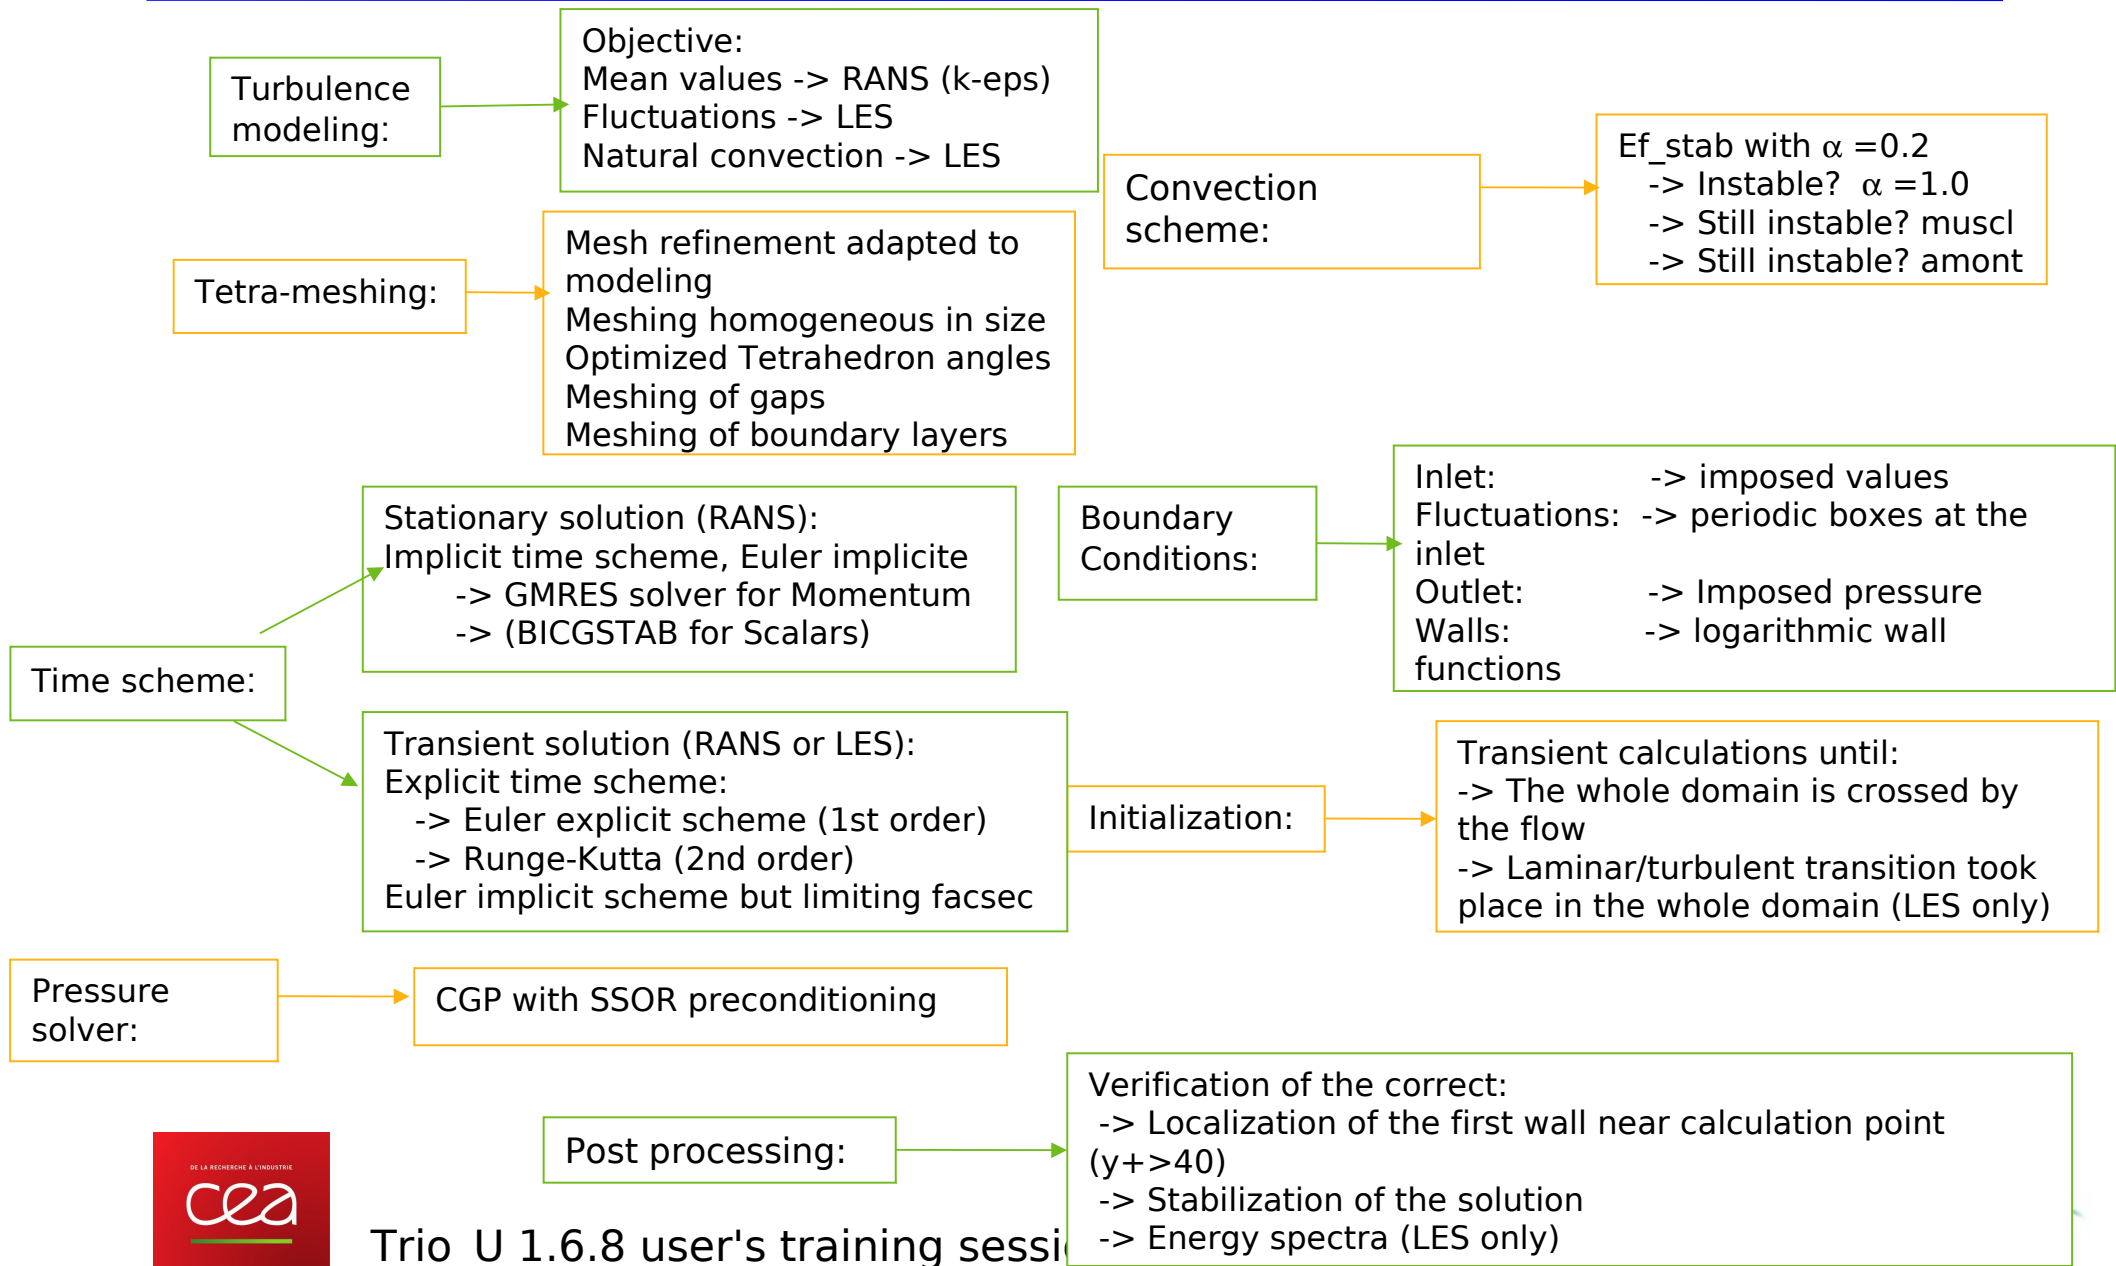 Turbulence
modeling:
Objective:
Mean values -> RANS (k-eps)
Fluctuations -> LES
Natural convection -> LES
Convection
scheme:
Ef_stab with α =0.2
-> Instable? α =1.0
-> Still instable? muscl
-> Still instable? amont
Tetra-meshing:
Mesh refinement adapted to
modeling
Meshing homogeneous in size
Optimized Tetrahedron angles
Meshing of gaps
Meshing of boundary layers
Time scheme:
Stationary solution (RANS):
Implicit time scheme, Euler implicite
-> GMRES solver for Momentum
-> (BICGSTAB for Scalars)
Boundary
Conditions:
Inlet: -> imposed values
Fluctuations: -> periodic boxes at the
inlet
Outlet: -> Imposed pressure
Walls: -> logarithmic wall
functions
Transient solution (RANS or LES):
Explicit time scheme:
-> Euler explicit scheme (1st order)
-> Runge-Kutta (2nd order)
Euler implicit scheme but limiting facsec
Initialization:
Transient calculations until:
-> The whole domain is crossed by
the flow
-> Laminar/turbulent transition took
place in the whole domain (LES only)
Pressure
solver:
CGP with SSOR preconditioning
Post processing:
Verification of the correct:
-> Localization of the first wall near calculation point
(y+>40)
-> Stabilization of the solution
-> Energy spectra (LES only)
DE LA RECHERCHE À L'INDUSTRIE
cea
Trio U 1.6.8 user's training